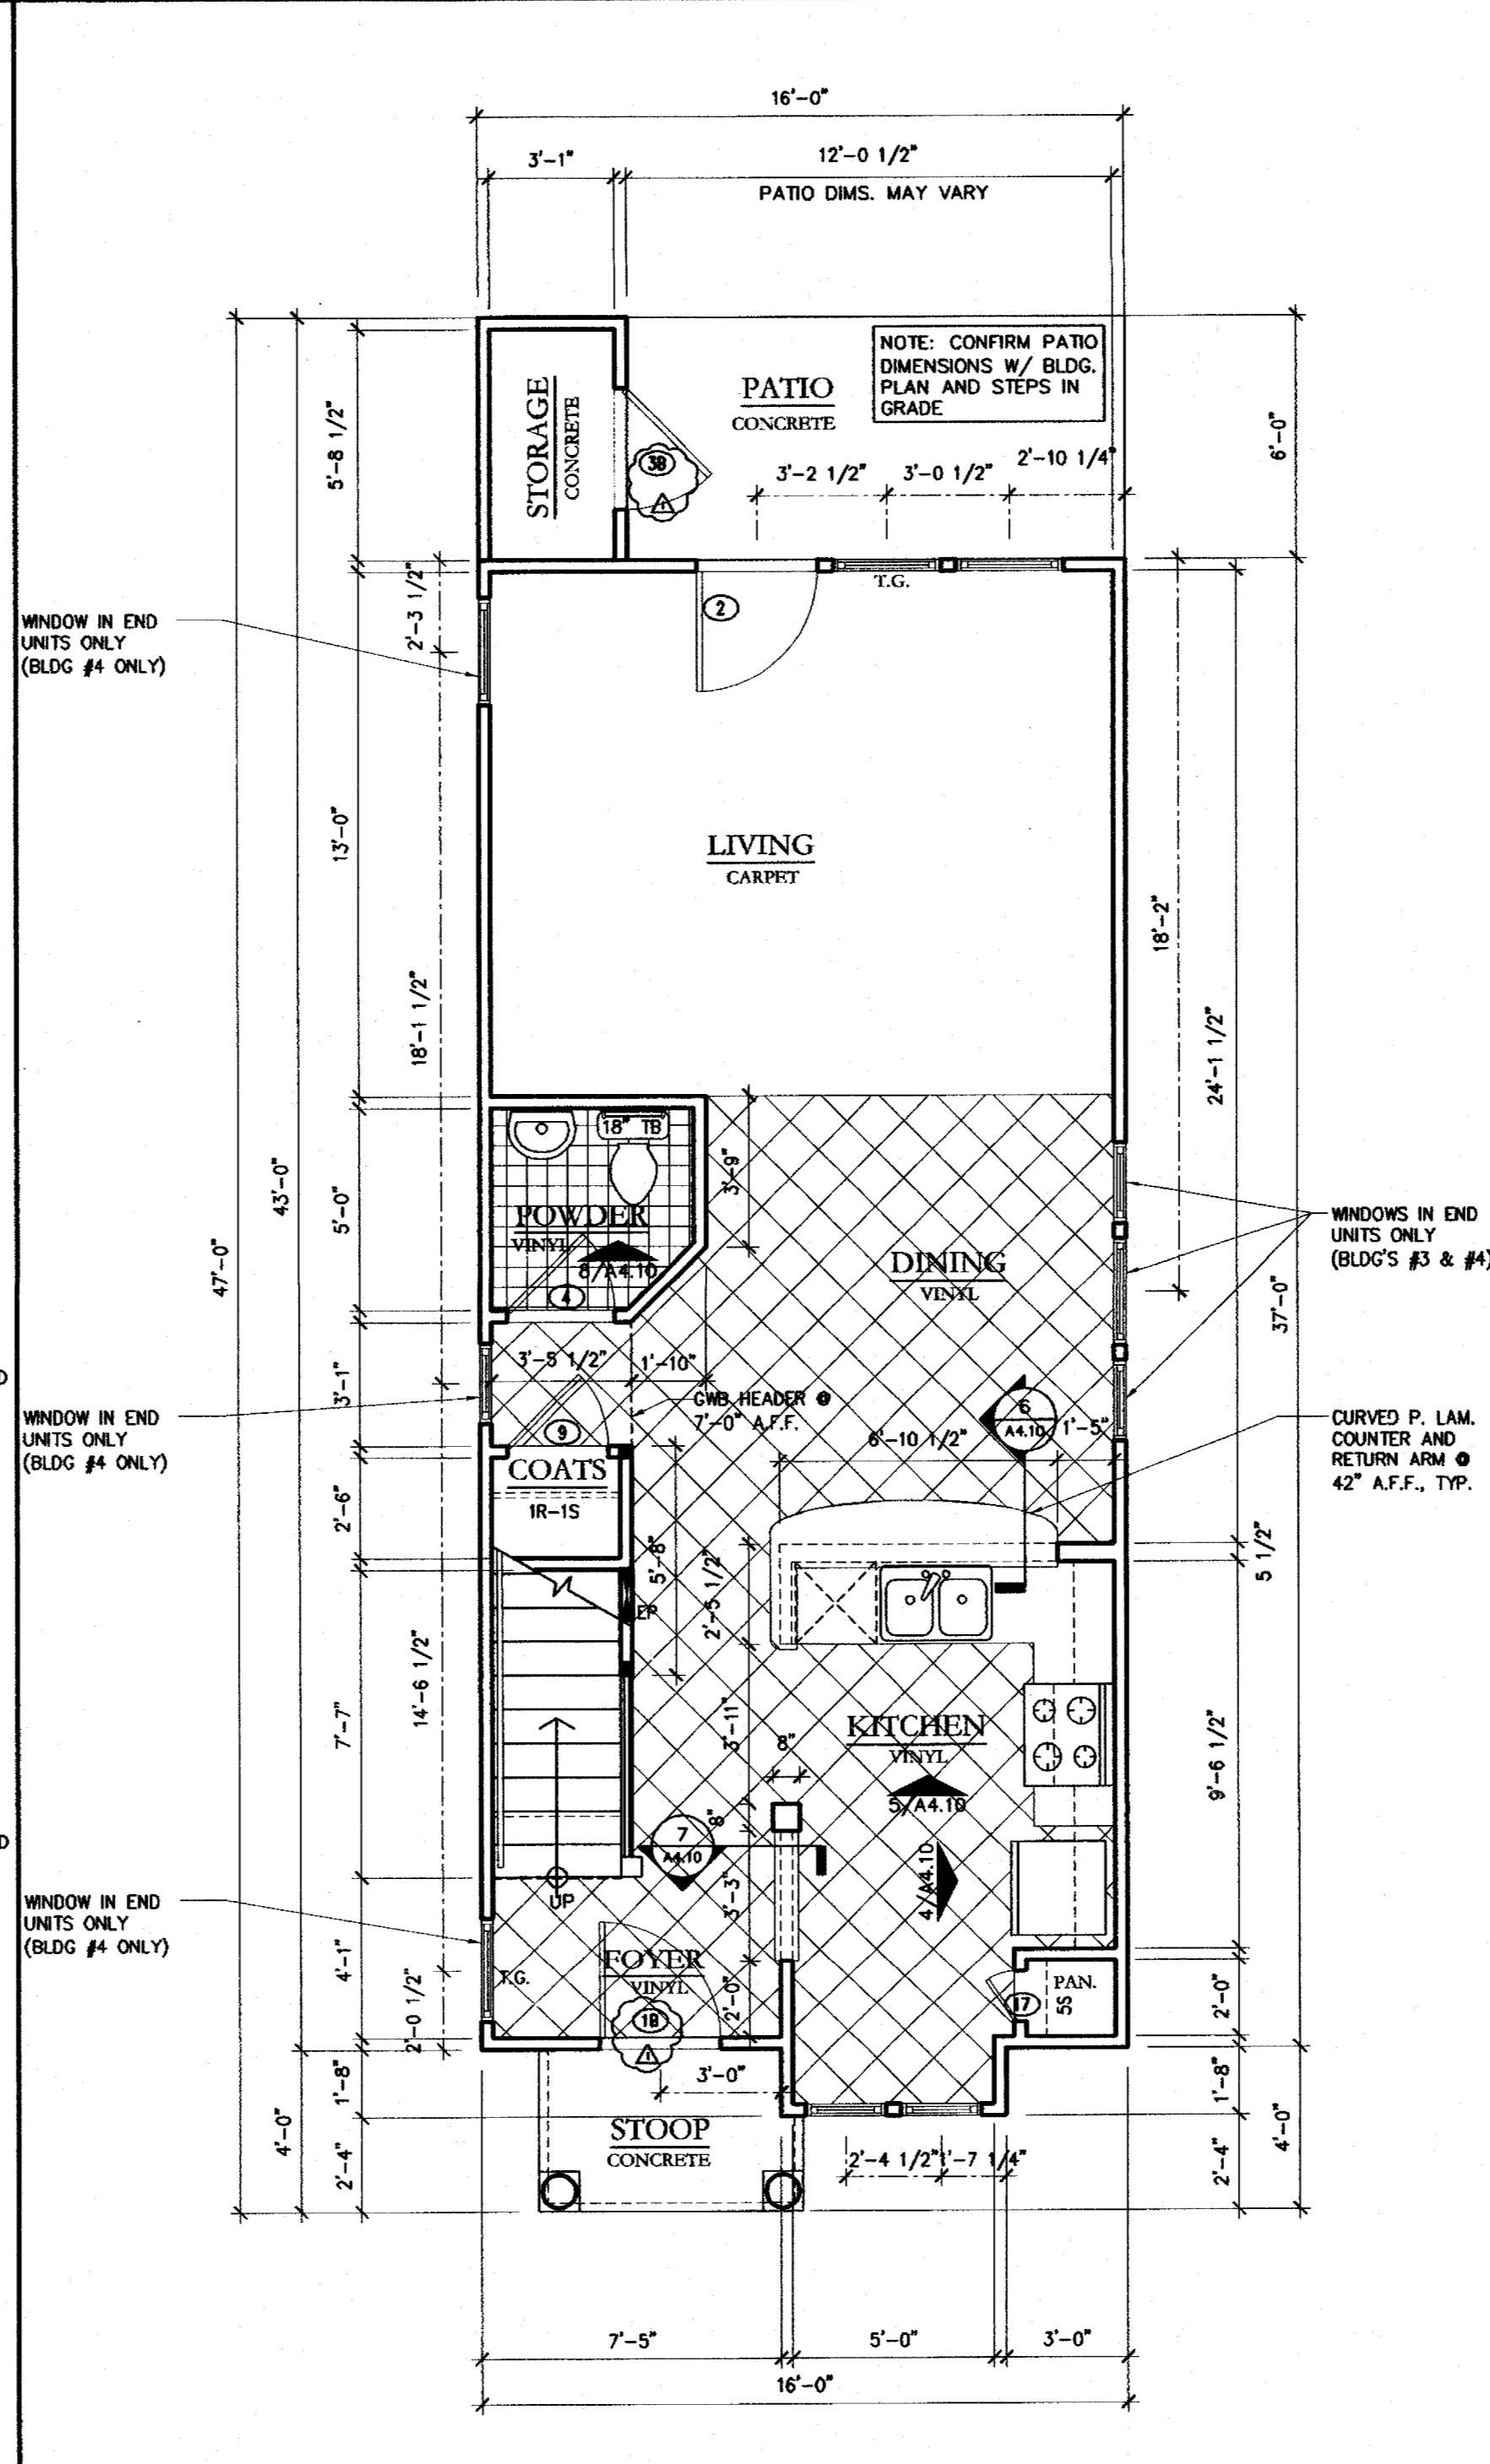 16'-0"
3'-1"
12'-0 1/2"
PATIO DIMS. MAY VARY
NOTE: CONFIRM PATIO
DIMENSIONS W/ BLDG.
PLAN AND STEPS IN
GRADE
PATIO
CONCRETE
STORAGE
CONCRETE
5'-8 1/2"
6'-0"
3B
1
3'-2 1/2"
3'-0 1/2"
2'-10 1/4"
T.G.
2
2'-3 1/2"
WINDOW IN END
UNITS ONLY
(BLDG #4 ONLY)
LIVING
CARPET
13'-0"
18'-2"
18'-1 1/2"
24'-1 1/2"
43'-0"
47'-0"
5'-0"
18" TB
POWDER
VINYL
8/A4.10
4
3'-9"
DINING
VINYL
WINDOWS IN END
UNITS ONLY
(BLDG'S #3 & #4)
37'-0"
3'-1"
3'-5 1/2"
1'-10"
GWB HEADER @
7'-0" A.F.F.
6
A4.10
1'-5"
6'-10 1/2"
WINDOW IN END
UNITS ONLY
(BLDG #4 ONLY)
CURVED P. LAM.
COUNTER AND
RETURN ARM @
42" A.F.F., TYP.
9
COATS
1R-1S
2'-6"
5'-8"
2'-5 1/2"
5 1/2"
EP
14'-6 1/2"
7'-7"
3'-11"
8"
KITCHEN
VINYL
5/A4.10
9'-6 1/2"
7
A4.10
8"
4/A4.10
3'-3"
UP
WINDOW IN END
UNITS ONLY
(BLDG #4 ONLY)
4'-1"
T.G.
FOYER
VINYL
1B
1
2'-0"
17
PAN.
5S
2'-0"
2'-0 1/2"
1'-8"
3'-0"
1'-8"
4'-0"
2'-4"
STOOP
CONCRETE
2'-4 1/2"
1'-7 1/4"
2'-4"
4'-0"
7'-5"
5'-0"
3'-0"
16'-0"